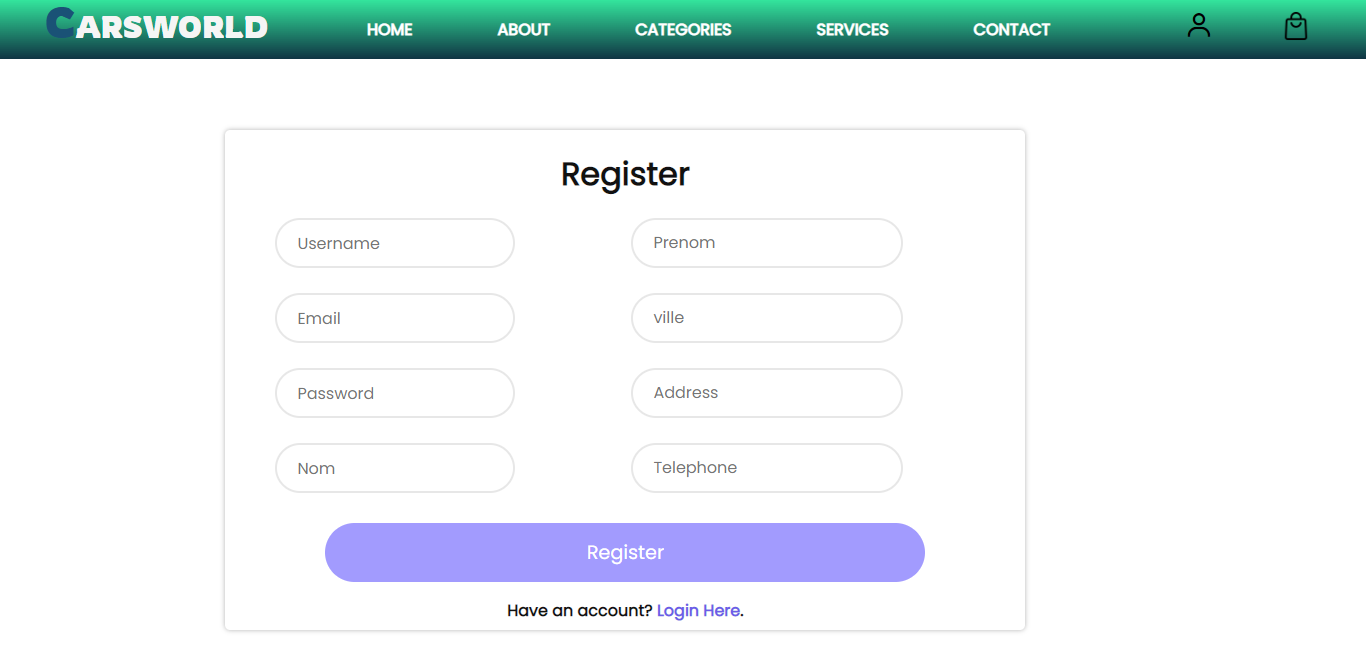 CARSWORLD HOME ABOUT CATEGORIES SERVICES CONTACT
Register
Username Prenom
Email ville
Password Address
Nom Telephone
Register
Have an account? Login Here.